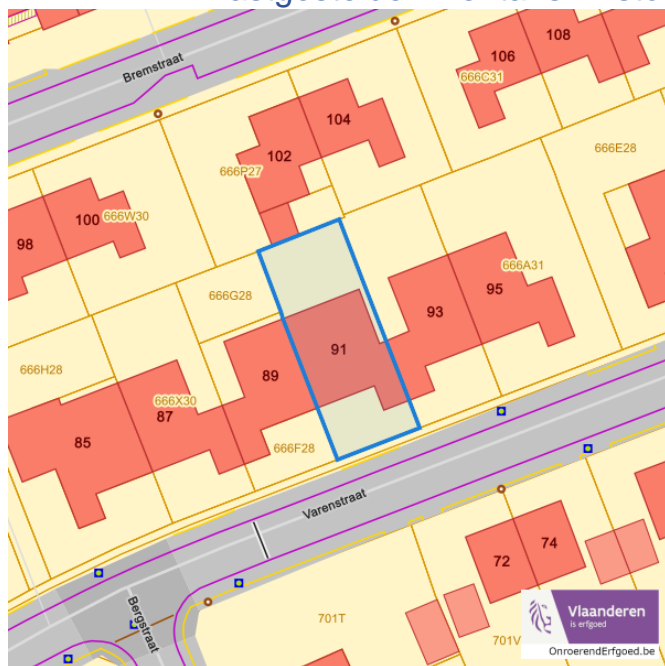 Bremstraat
106
108
666C31
104
102
666P27
666E28
100
666W30
98
666A31
95
93
666G28
91
89
666H28
666X30
87
85
666F28
Varenstraat
72
74
Bergstraat
701T
701V
Vlaanderen
is erfgoed
OnroerendErfgoed.be